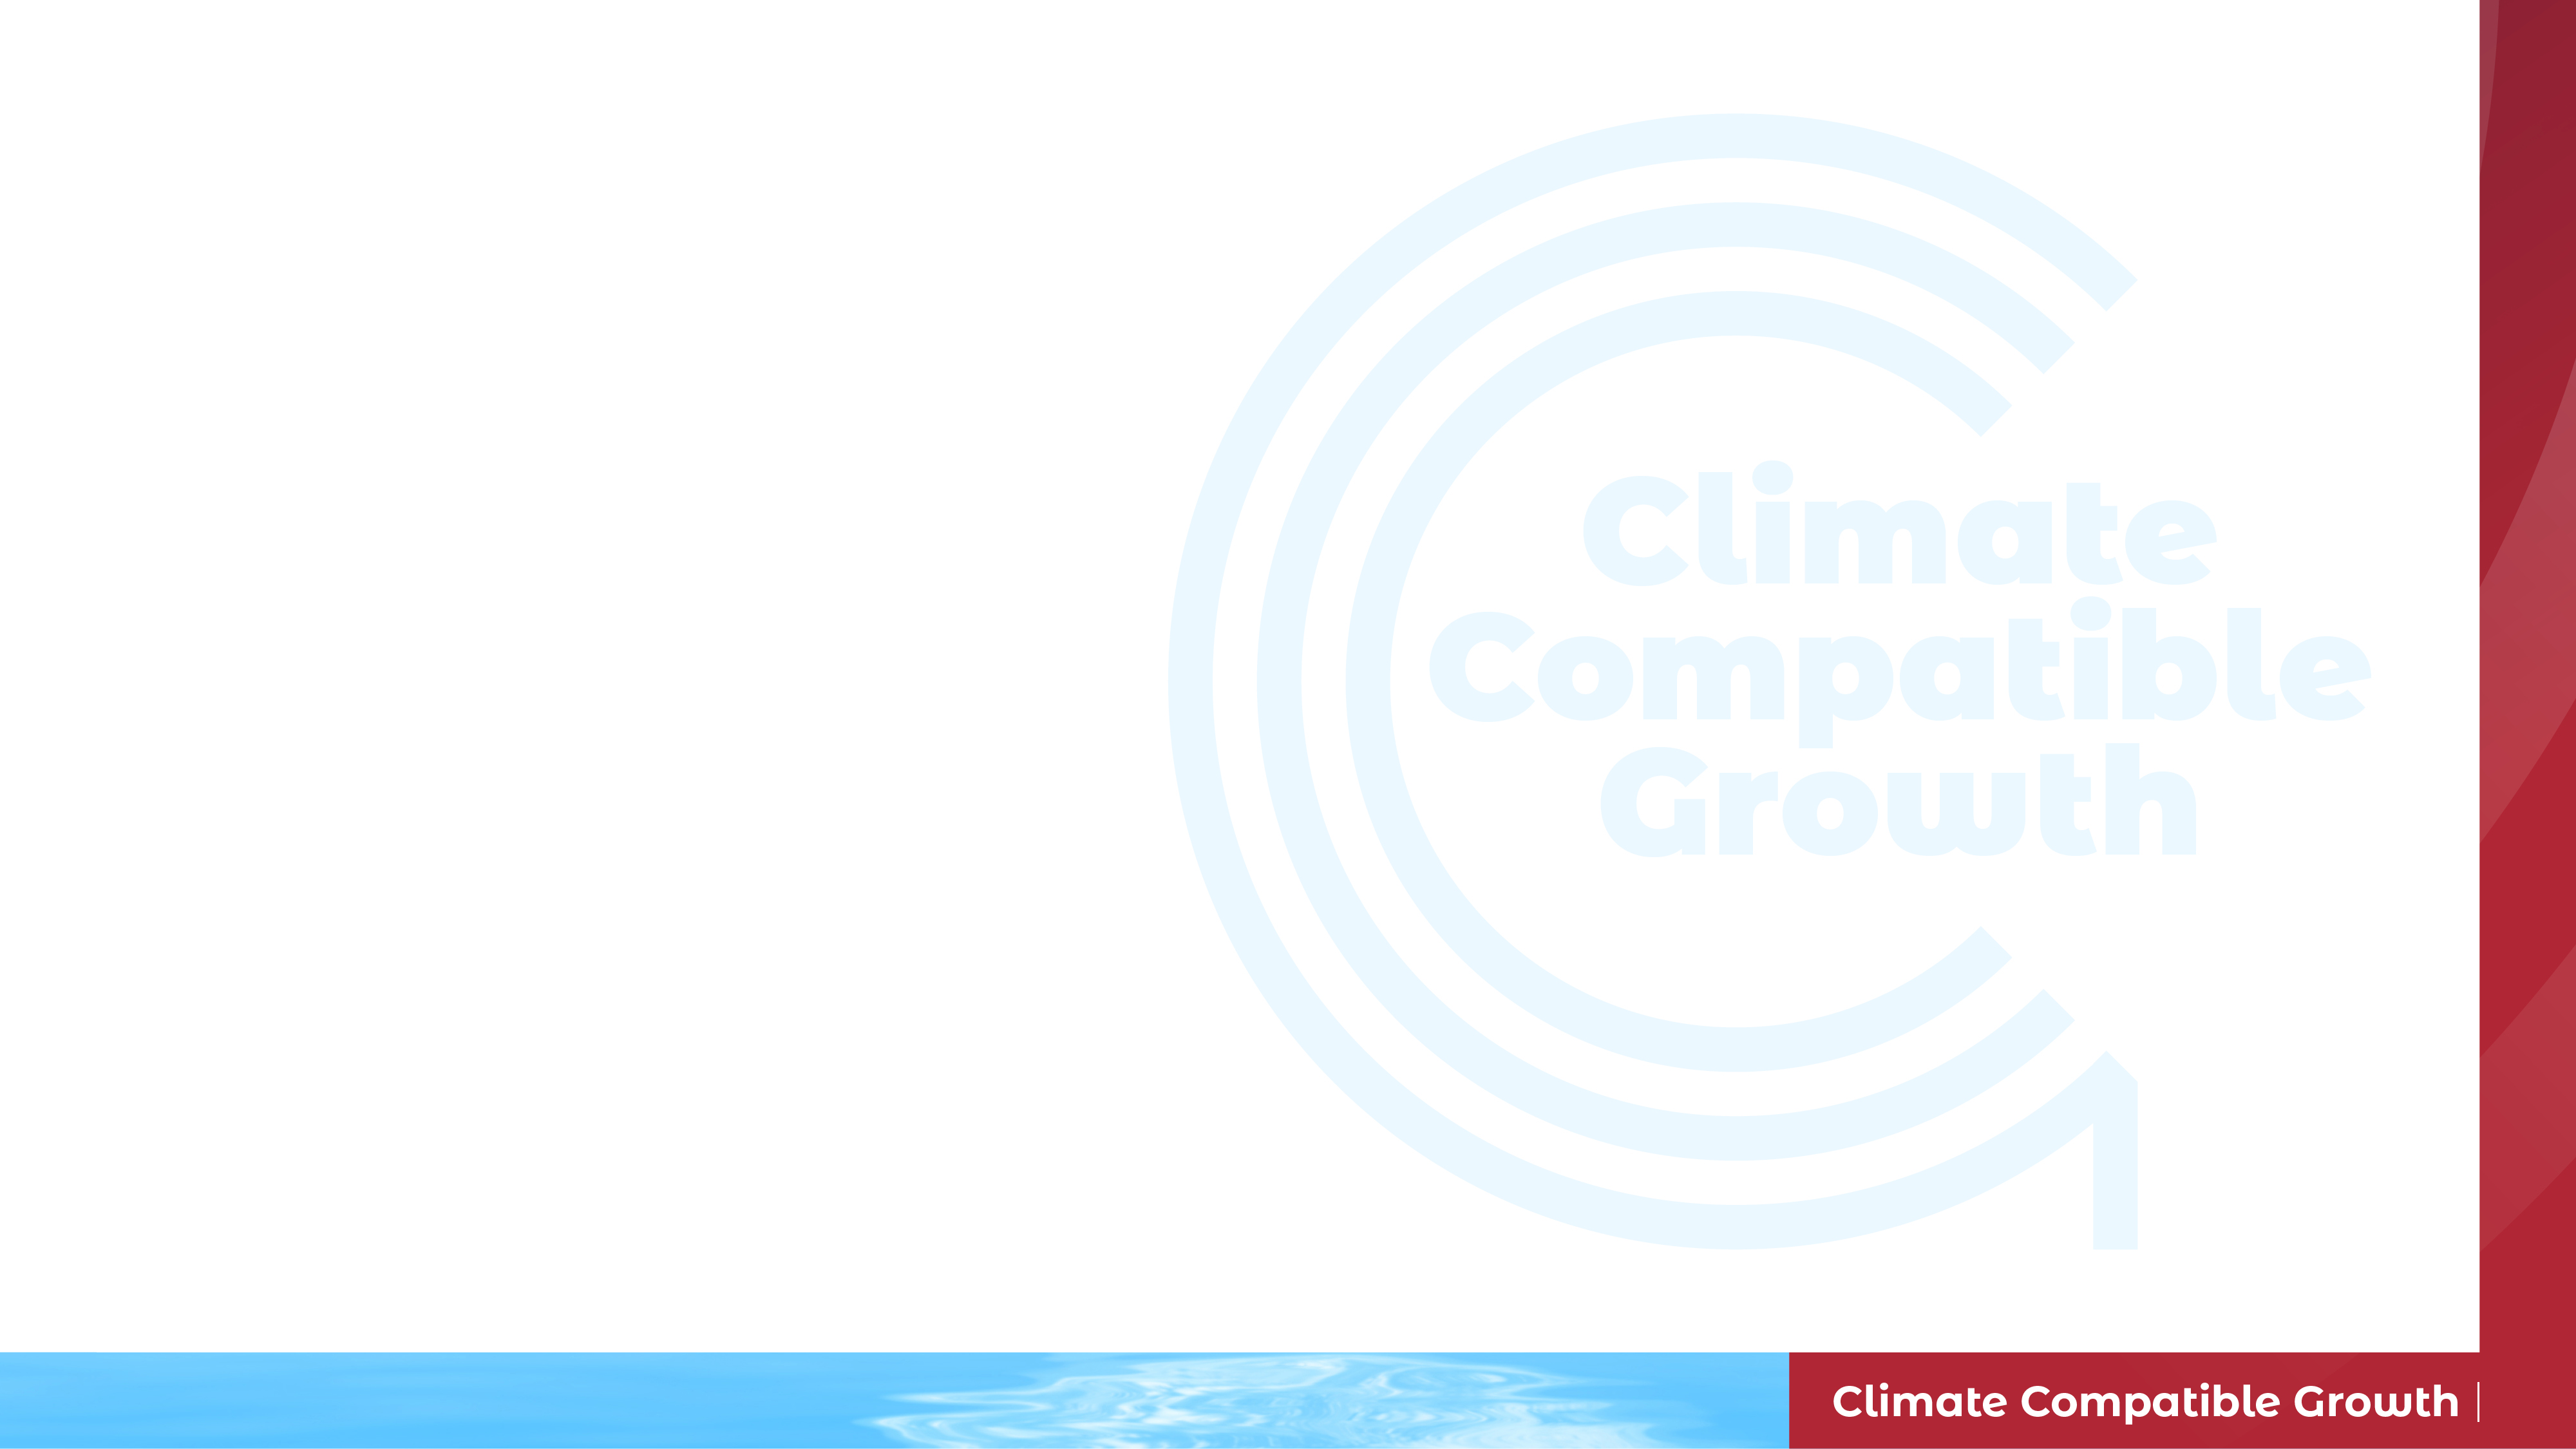 Climate
Compatible
Growth
Climate Compatible Growth